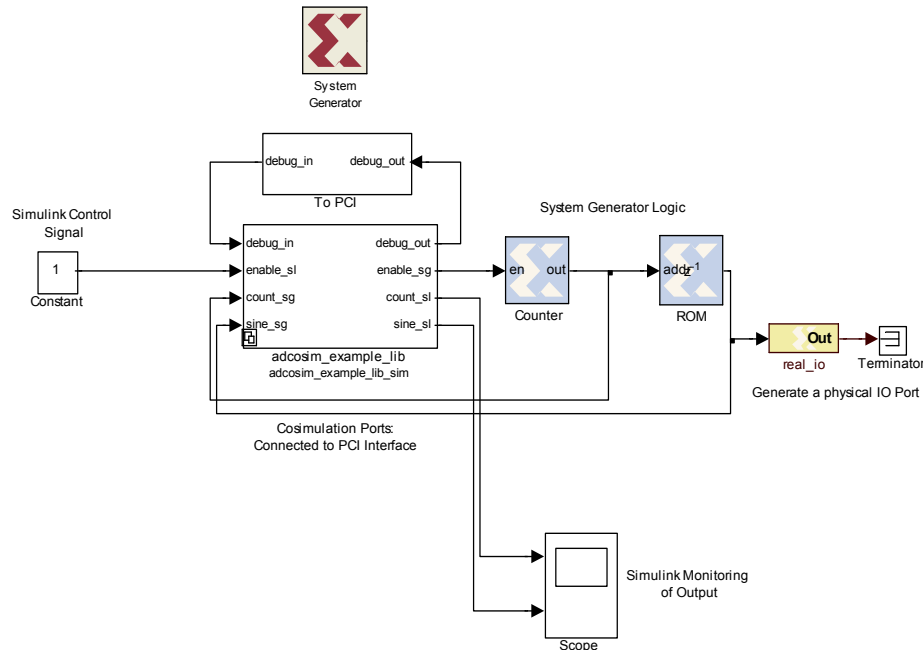 System
Generator
debug_in
debug_out
To PCI
Simulink Control
Signal
1
Constant
debug_in
enable_sl
count_sg
sine_sg
debug_out
enable_sg
count_sl
sine_sl
adcosim_example_lib
adcosim_example_lib_sim
System Generator Logic
en
out
Counter
addr
z-1
ROM
Out
real_io
Terminator
Generate a physical IO Port
Cosimulation Ports:
Connected to PCI Interface
Simulink Monitoring
of Output
Scope